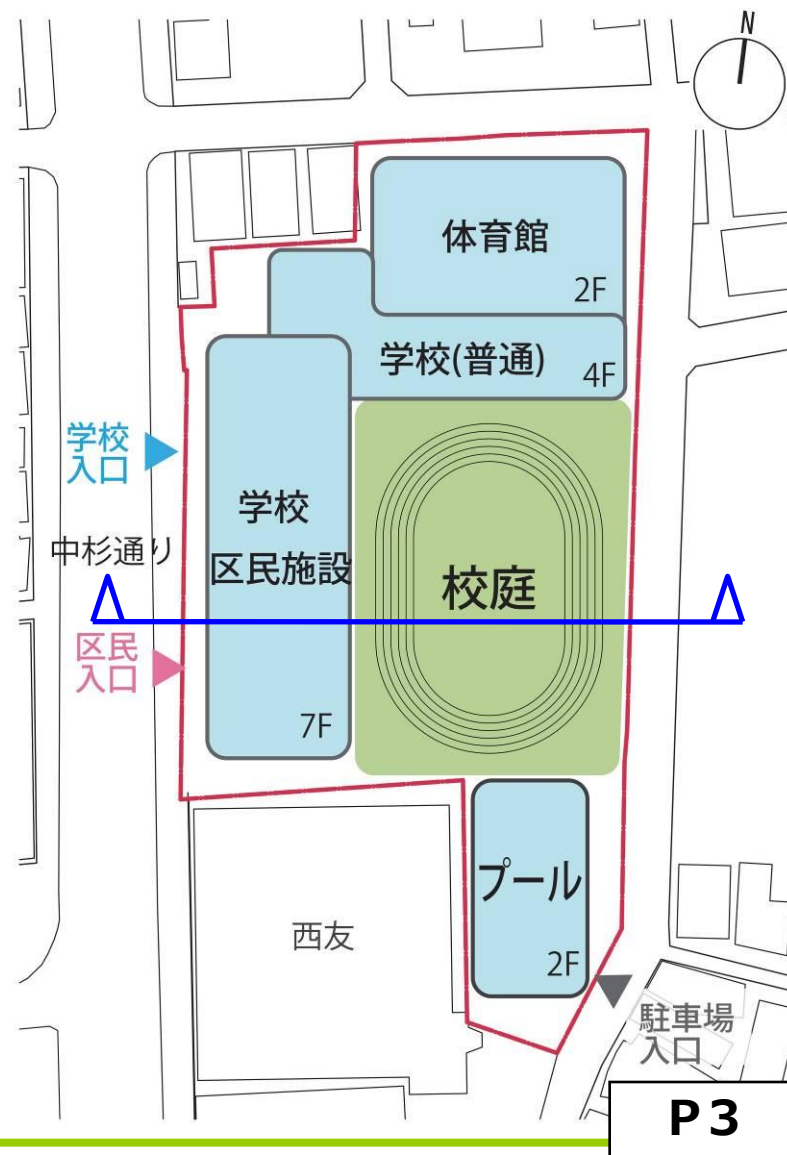 N
体育館
2F
学校(普通)
4F
学校
入口
学校
区民施設
中杉通り
校庭
区民
入口
7F
プール
西友
2F
駐車場
入口
P3